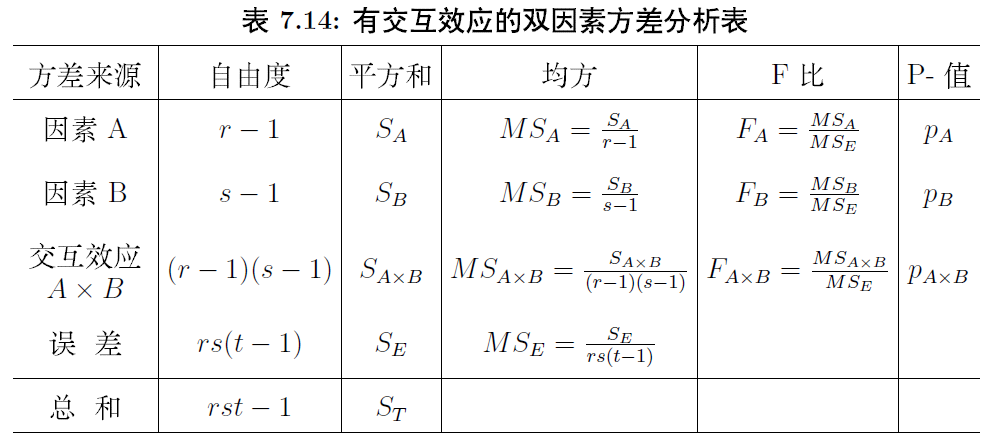 表 7.14: 有交互效应的双因素方差分析表
方差来源 自由度 平方和 均方 F 比 P- 值
因素 A $r-1$ $S_A$ $MS_A = \frac{S_A}{r-1}$ $F_A = \frac{MS_A}{MS_E}$ $p_A$
因素 B $s-1$ $S_B$ $MS_B = \frac{S_B}{s-1}$ $F_B = \frac{MS_B}{MS_E}$ $p_B$
交互效应
$A \times B$ $(r-1)(s-1)$ $S_{A\times B}$ $MS_{A\times B} = \frac{S_{A\times B}}{(r-1)(s-1)}$ $F_{A\times B} = \frac{MS_{A\times B}}{MS_E}$ $p_{A\times B}$
误 差 $rs(t-1)$ $S_E$ $MS_E = \frac{S_E}{rs(t-1)}$
总 和 $rst-1$ $S_T$